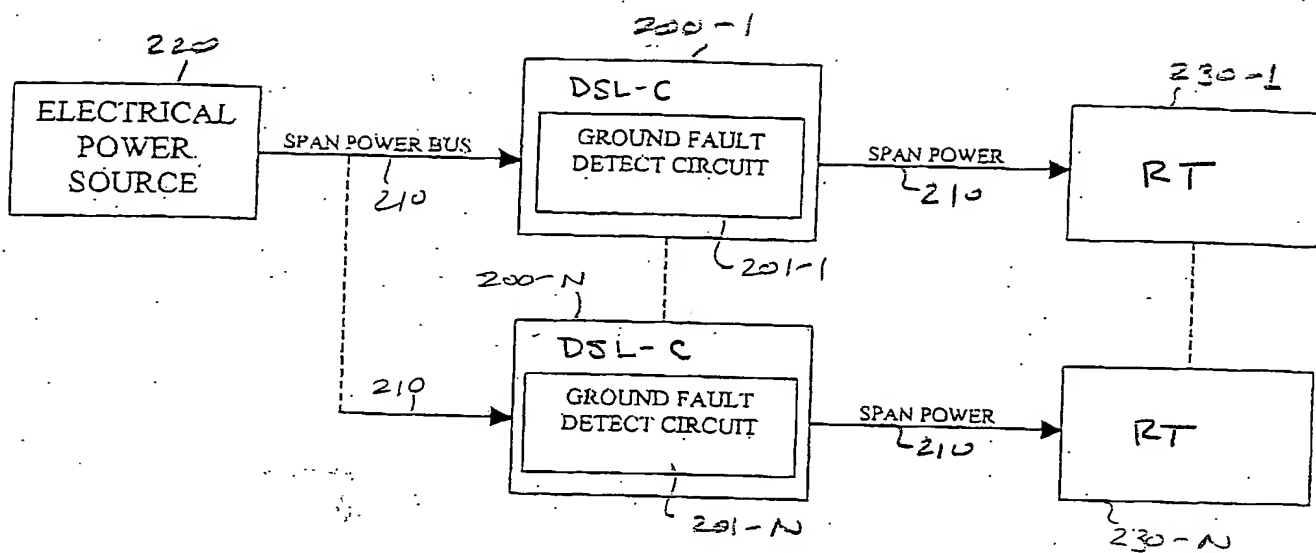 220
200-1
230-1
ELECTRICAL
POWER
SOURCE
SPAN POWER BUS
210
DSL-C
GROUND FAULT
DETECT CIRCUIT
201-1
SPAN POWER
210
RT
200-N
210
DSL-C
GROUND FAULT
DETECT CIRCUIT
201-N
SPAN POWER
210
RT
230-N